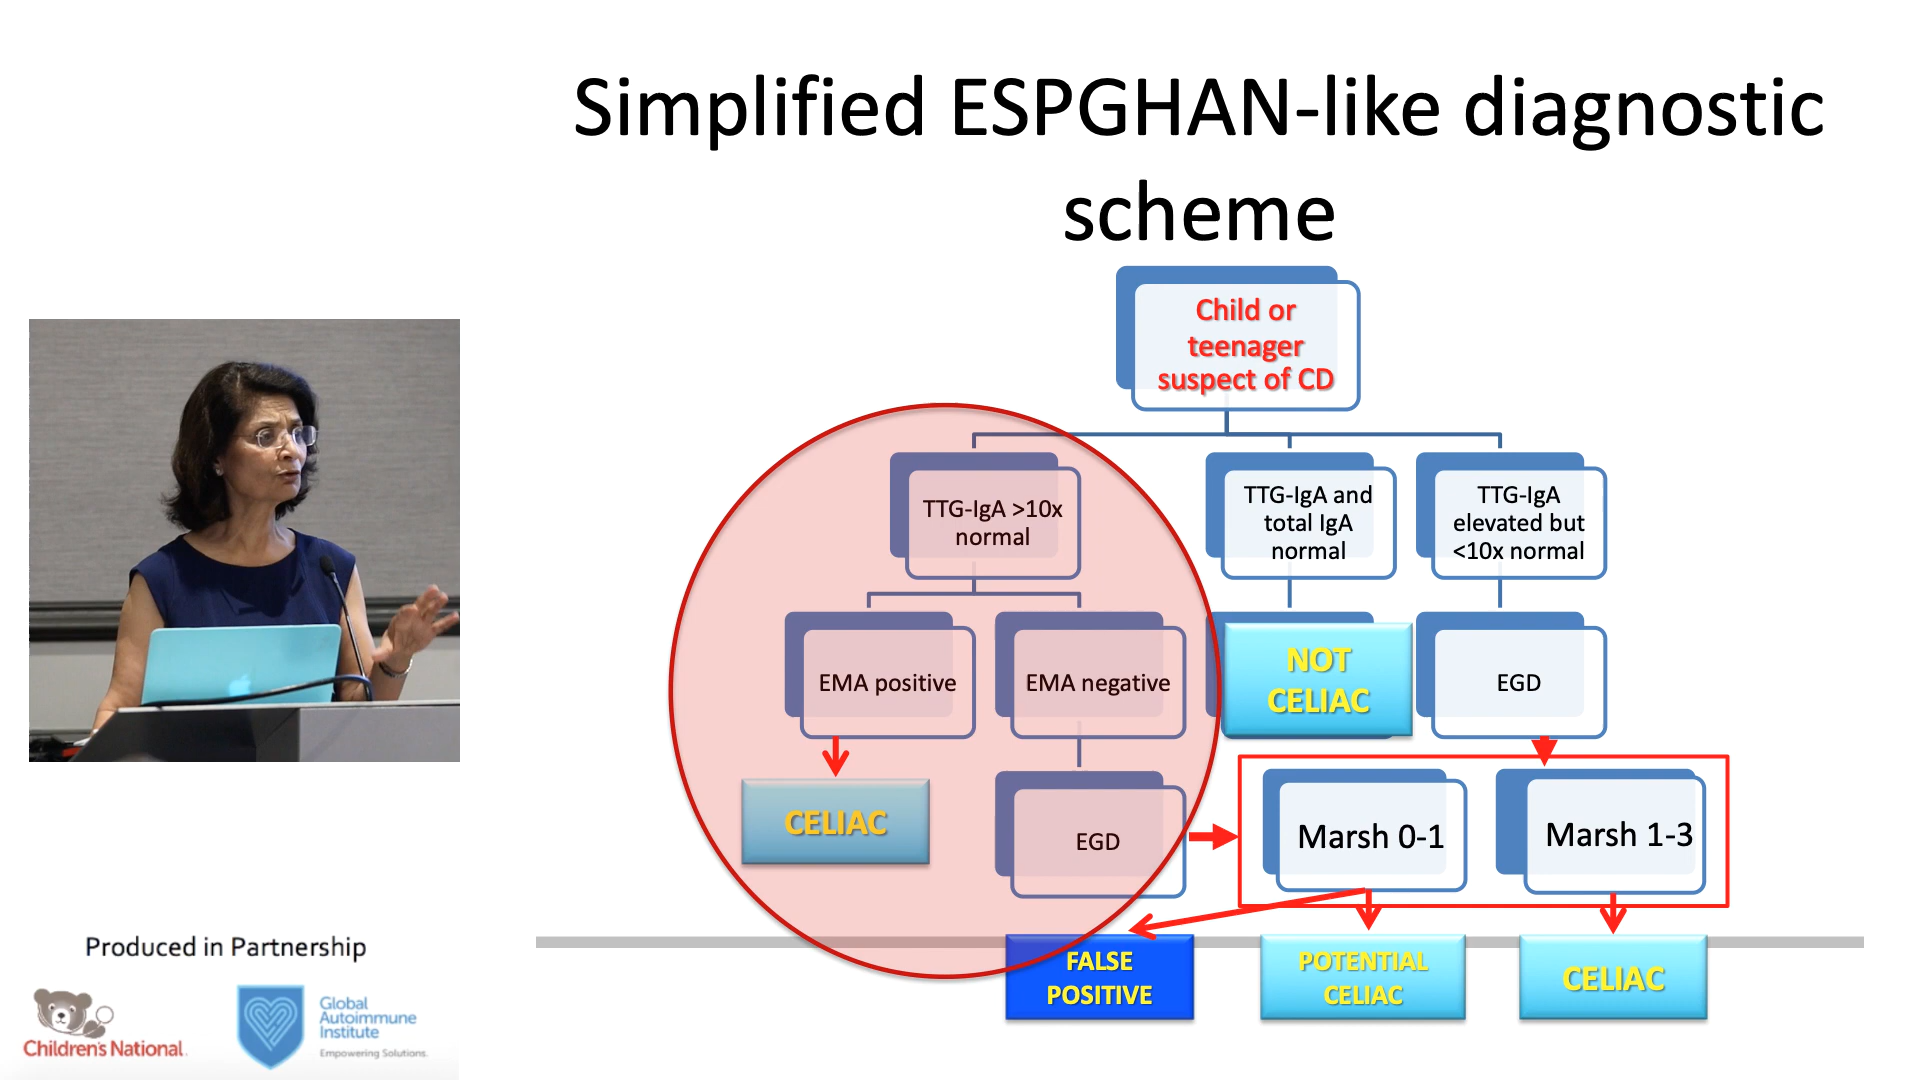 Simplified ESPGHAN-like diagnostic
scheme
Child or
teenager
suspect of CD
TTG-IgA >10x
normal
TTG-IgA and
total IgA
normal
TTG-IgA
elevated but
<10x normal
EMA positive
EMA negative
NOT
CELIAC
EGD
CELIAC
EGD
Marsh 0-1
Marsh 1-3
FALSE
POSITIVE
POTENTIAL
CELIAC
CELIAC
Produced in Partnership
Children's National
Global
Autoimmune
Institute
Empowering Solutions.